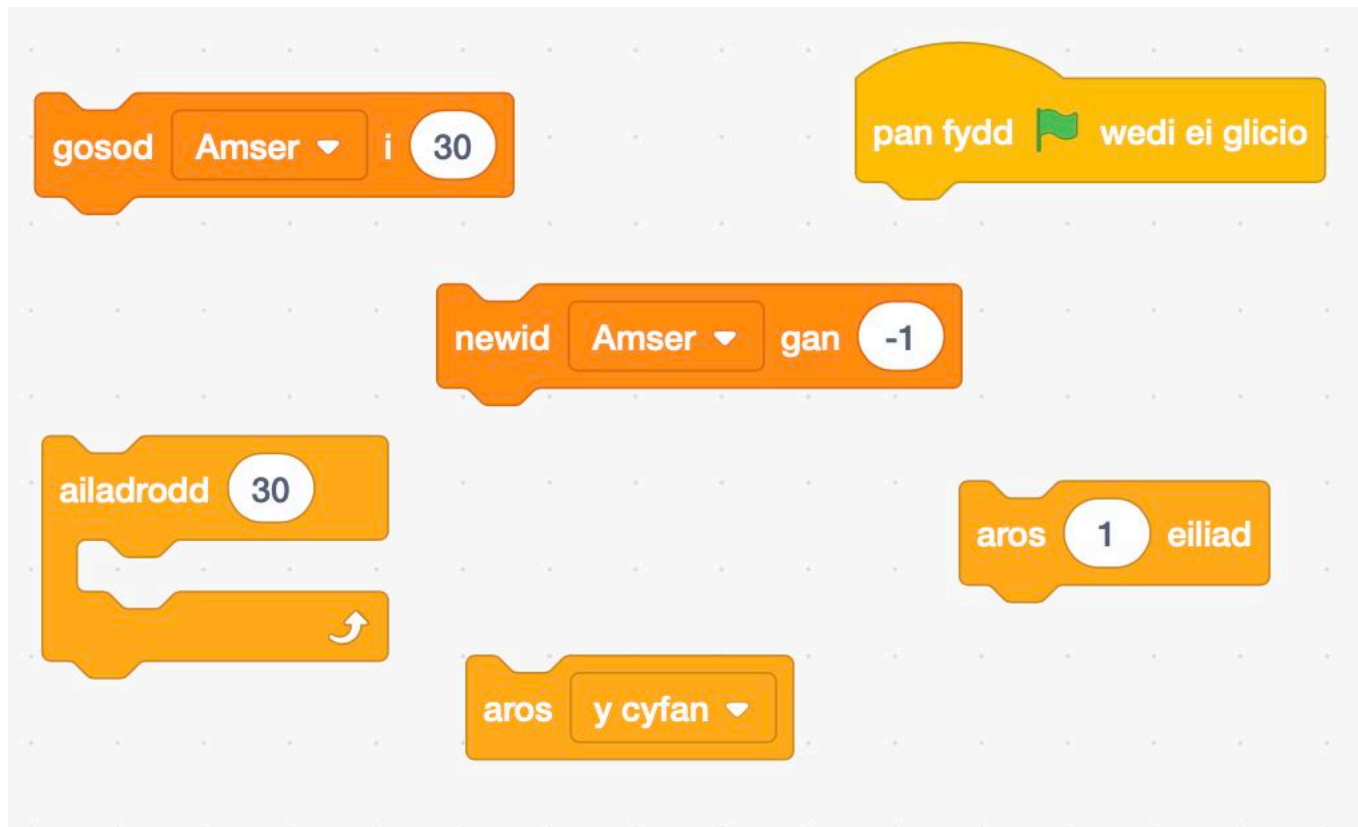 gosod Amser i 30
pan fydd wedi ei glicio
newid Amser gan -1
ailadrodd 30
aros 1 eiliad
aros y cyfan